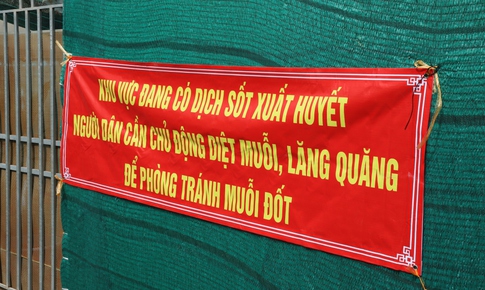 KHU VỰC ĐANG CÓ DỊCH SỐT XUẤT HUYẾT
NGƯỜI DÂN CẦN CHỦ ĐỘNG DIỆT MUỖI, LĂNG QUĂNG
ĐỂ PHÒNG TRÁNH MUỖI ĐỐT